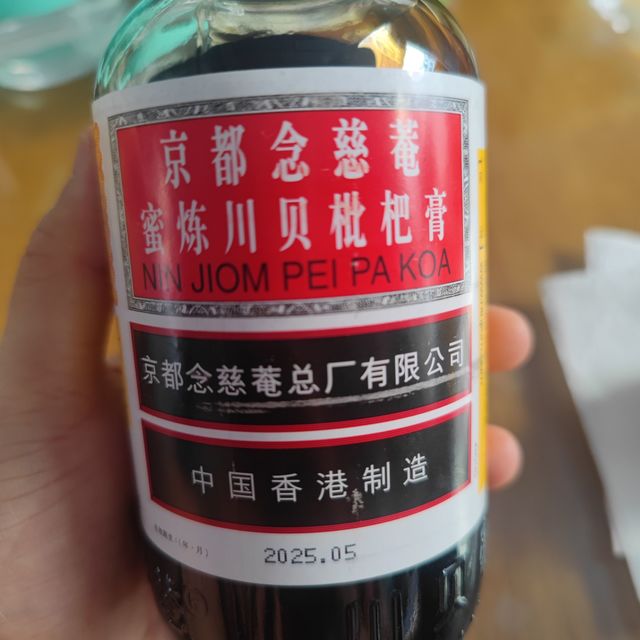 京都念慈菴
蜜炼川贝枇杷膏
NIN JIOM PEI PA KOA
京都念慈菴总厂有限公司
中国香港制造
2025.05